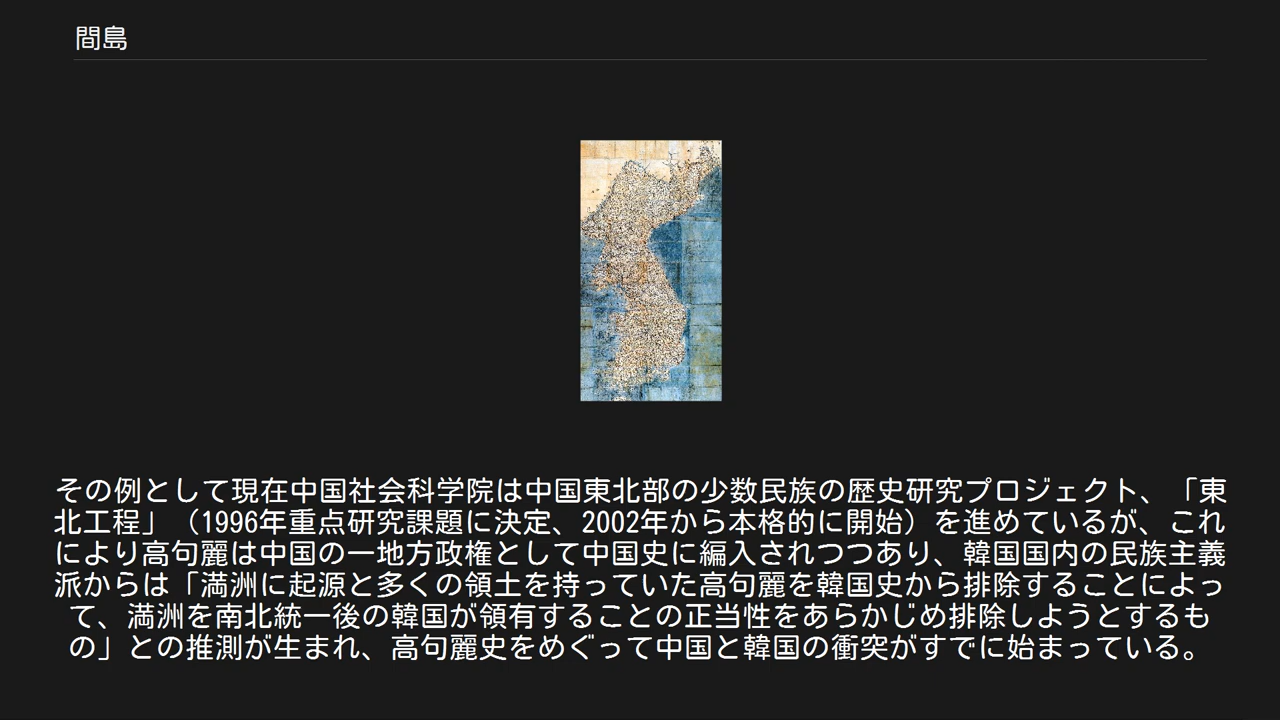 間島
その例として現在中国社会科学院は中国東北部の少数民族の歴史研究プロジェクト、「東
北工程」（1996年重点研究課題に決定、2002年から本格的に開始）を進めているが、これ
により高句麗は中国の一地方政権として中国史に編入されつつあり、韓国国内の民族主義
派からは「満洲に起源と多くの領土を持っていた高句麗を韓国史から排除することによっ
て、満洲を南北統一後の韓国が領有することの正当性をあらかじめ排除しようとするも
の」との推測が生まれ、高句麗史をめぐって中国と韓国の衝突がすでに始まっている。